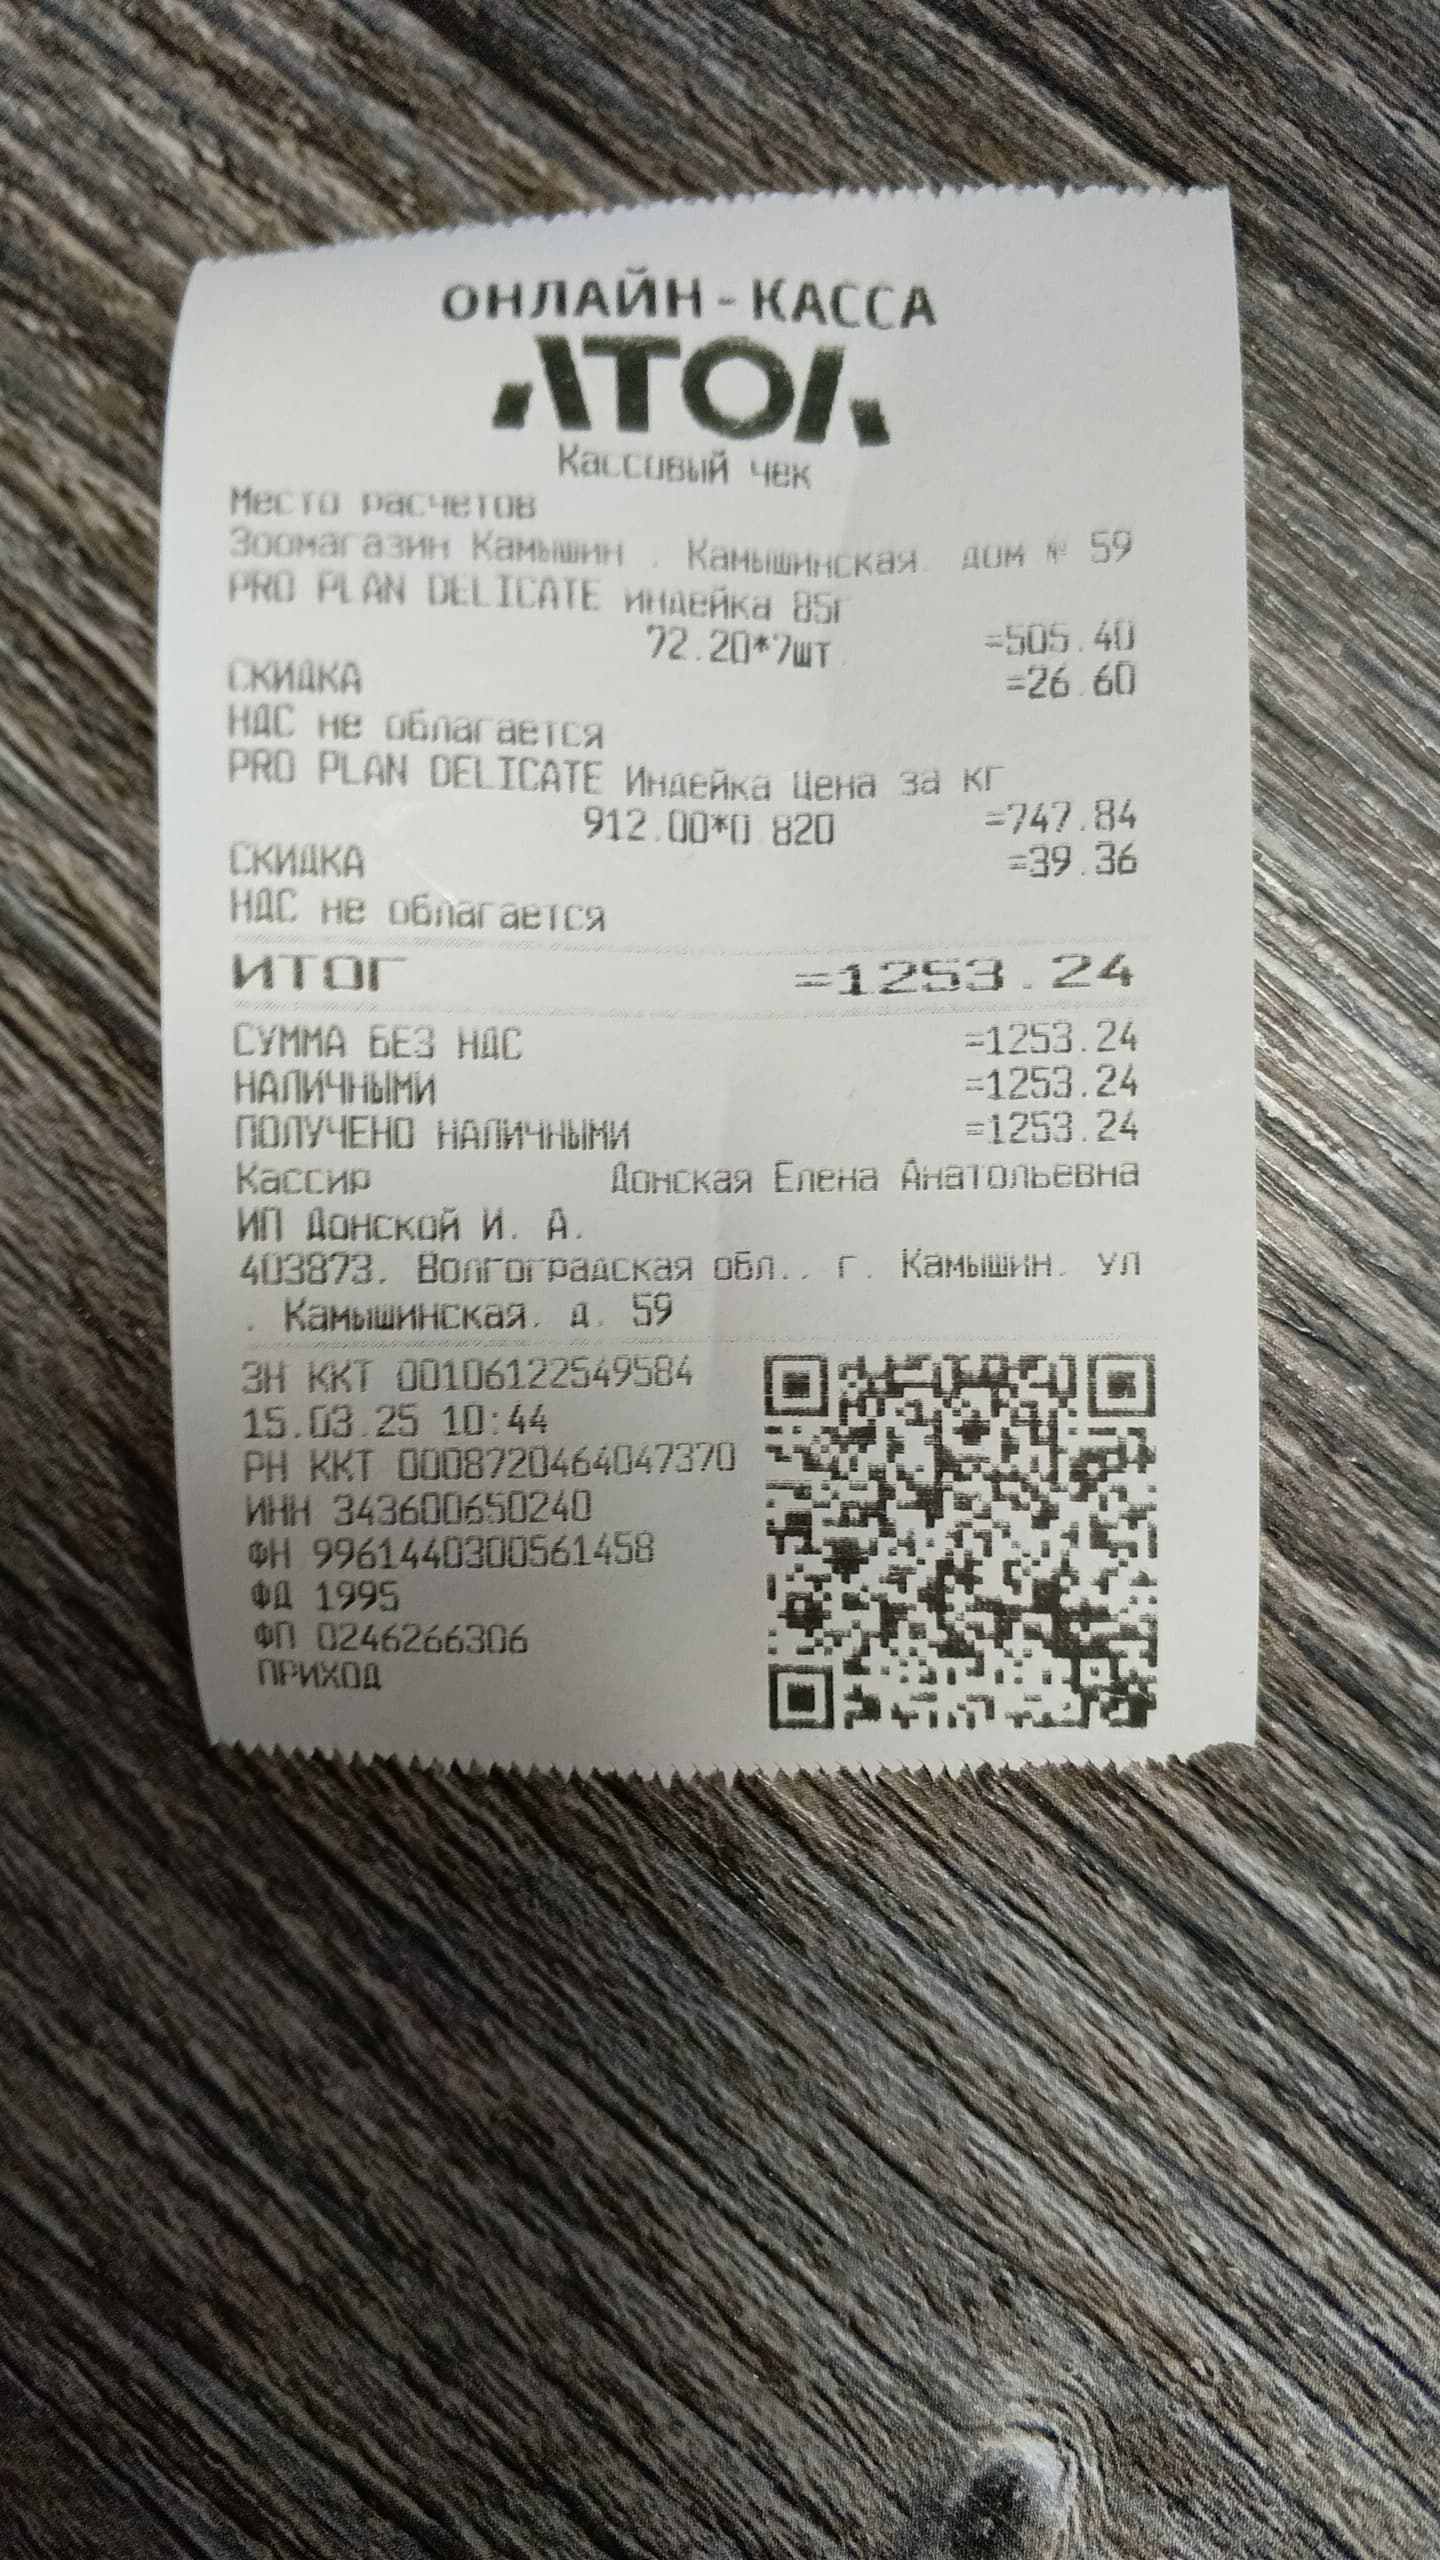 ОНЛАЙН-КАССА
АТОЛ
Кассовый чек
Место расчетов
Зоомагазин Камышин , Камышинская, дом № 59
PRO PLAN DELICATE индейка 85г
72.20*7шт. =505.40
СКИДКА =26.60
НДС не облагается
PRO PLAN DELICATE Индейка Цена за кг
912.00*0.820 =747.84
СКИДКА =39.36
НДС не облагается
ИТОГ =1253.24
СУММА БЕЗ НДС =1253.24
НАЛИЧНЫМИ =1253.24
ПОЛУЧЕНО НАЛИЧНЫМИ =1253.24
Кассир Донская Елена Анатольевна
ИП Донской И. А.
403873, Волгоградская обл., г. Камышин, ул
. Камышинская, д. 59
ЗН ККТ 00106122549584
15.03.25 10:44
РН ККТ 0008720464047370
ИНН 343600650240
ФН 9961440300561458
ФД 1995
ФП 0246266306
ПРИХОД